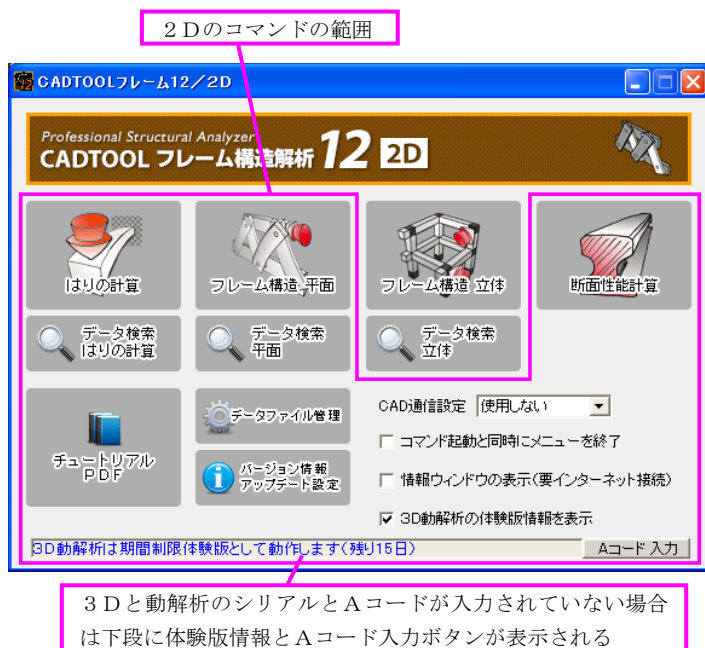 ２Ｄのコマンドの範囲
CADTOOLフレーム12／2D
Professional Structural Analyzer
CADTOOL フレーム構造解析 12 2D
はりの計算
フレーム構造 平面
フレーム構造 立体
断面性能計算
データ検索
はりの計算
データ検索
平面
データ検索
立体
チュートリアル
PDF
データファイル管理
バージョン情報
アップデート設定
CAD通信設定 使用しない
コマンド起動と同時にメニューを終了
情報ウィンドウの表示(要インターネット接続)
3D動解析の体験版情報を表示
3D動解析は期間制限体験版として動作します(残り15日)
Aコード入力
３Ｄと動解析のシリアルとＡコードが入力されていない場合
は下段に体験版情報とＡコード入力ボタンが表示される